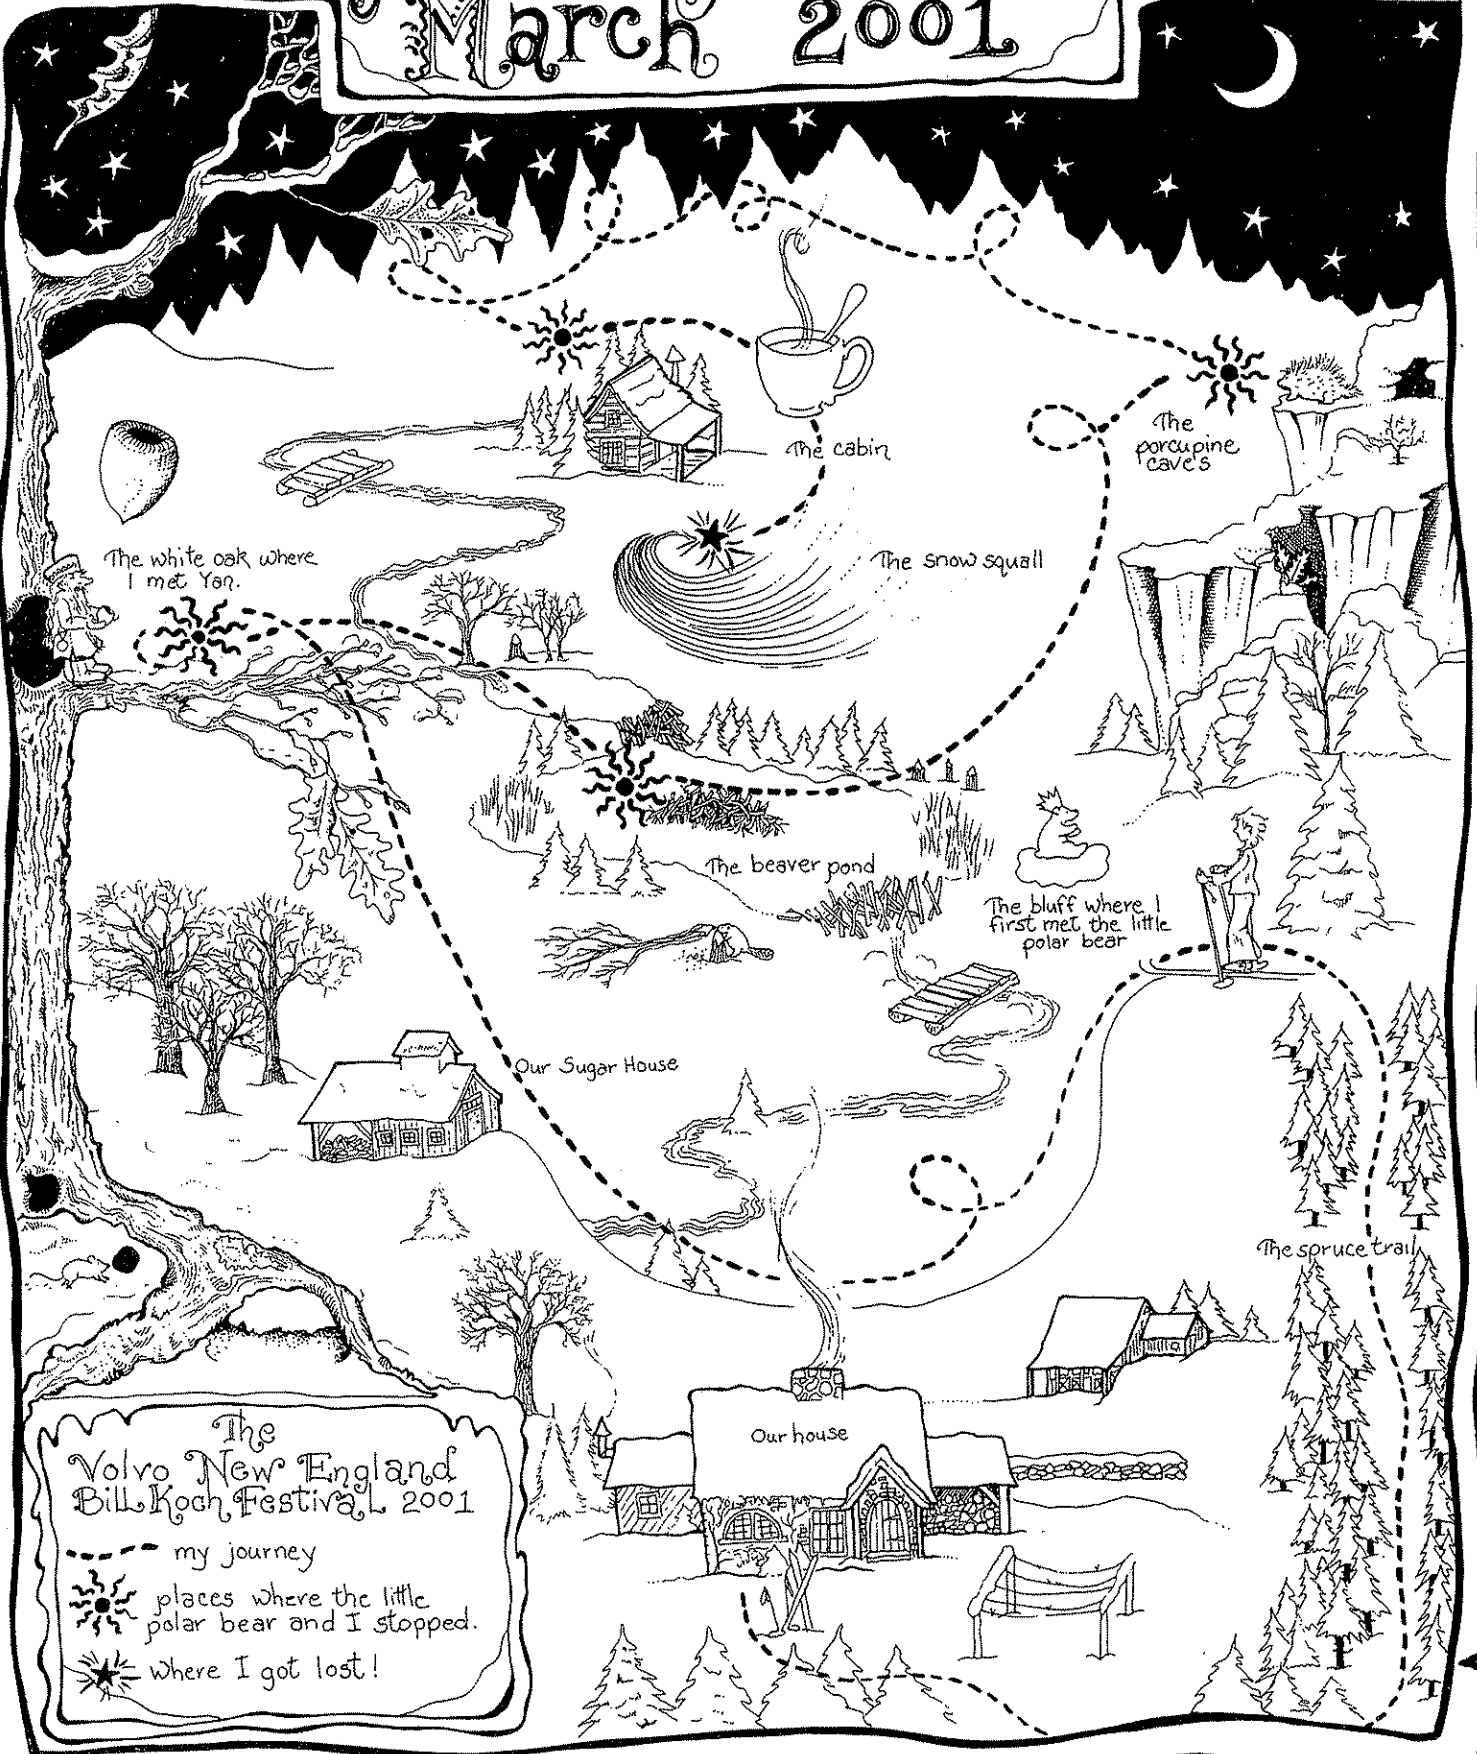 March 2001
The cabin
The
porcupine
caves
The white oak where
I met Yan.
The snow squall
The beaver pond
The bluff where I
first met the little
polar bear
Our Sugar House
The spruce trail
Our house
The
Volvo New England
Bill Koch Festival 2001
my journey
places where the little
polar bear and I stopped.
where I got lost!